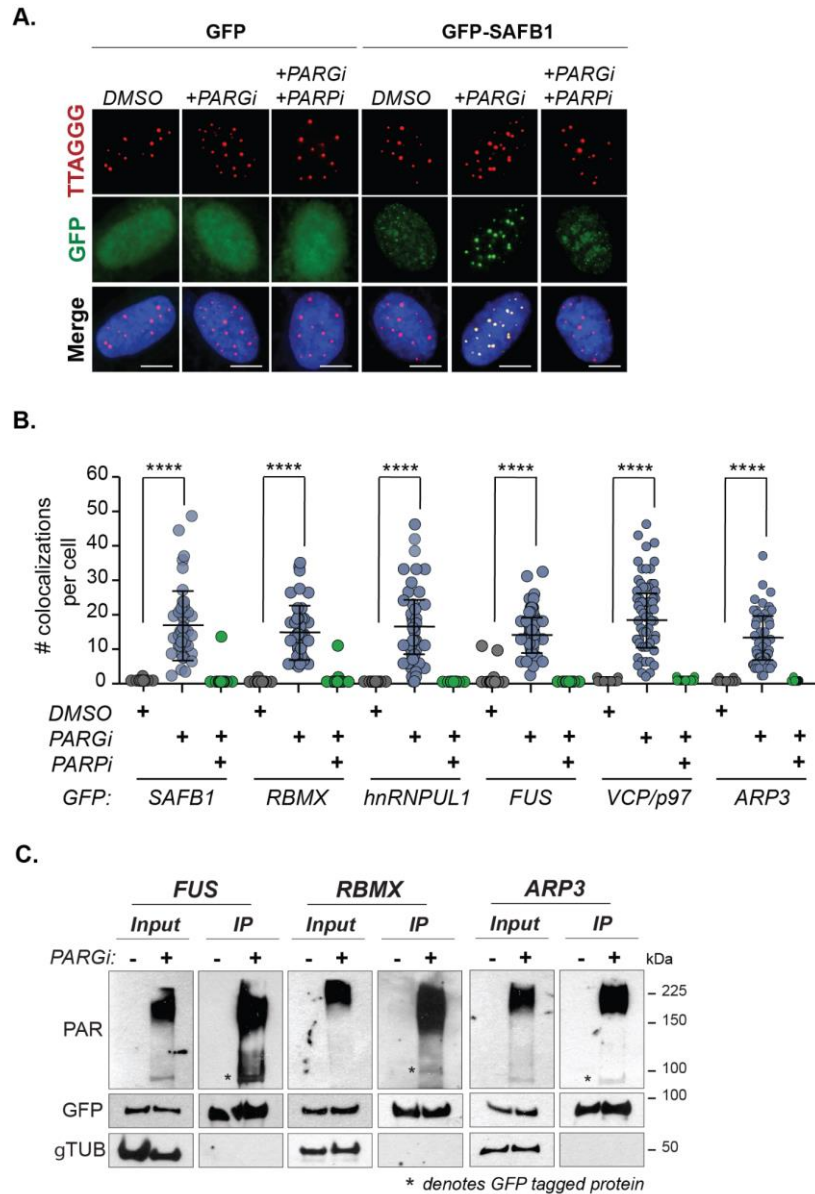 A.
GFP GFP-SAFB1
+PARGi +PARGi
DMSO +PARGi +PARPi DMSO +PARGi +PARPi
TTAGGG
GFP
Merge
B.
# colocalizations
per cell
60
50
40
30
20
10
0
**** **** **** **** **** ****
DMSO + + + + + +
PARGi + + + + + + + + + + + +
PARPi + + + + + +
GFP: SAFB1 RBMX hnRNPUL1 FUS VCP/p97 ARP3
C.
FUS RBMX ARP3
Input IP Input IP Input IP
PARGi: - + - + - + - + - + - + kDa
PAR
225
150
100
* * *
GFP
100
gTUB
50
* denotes GFP tagged protein